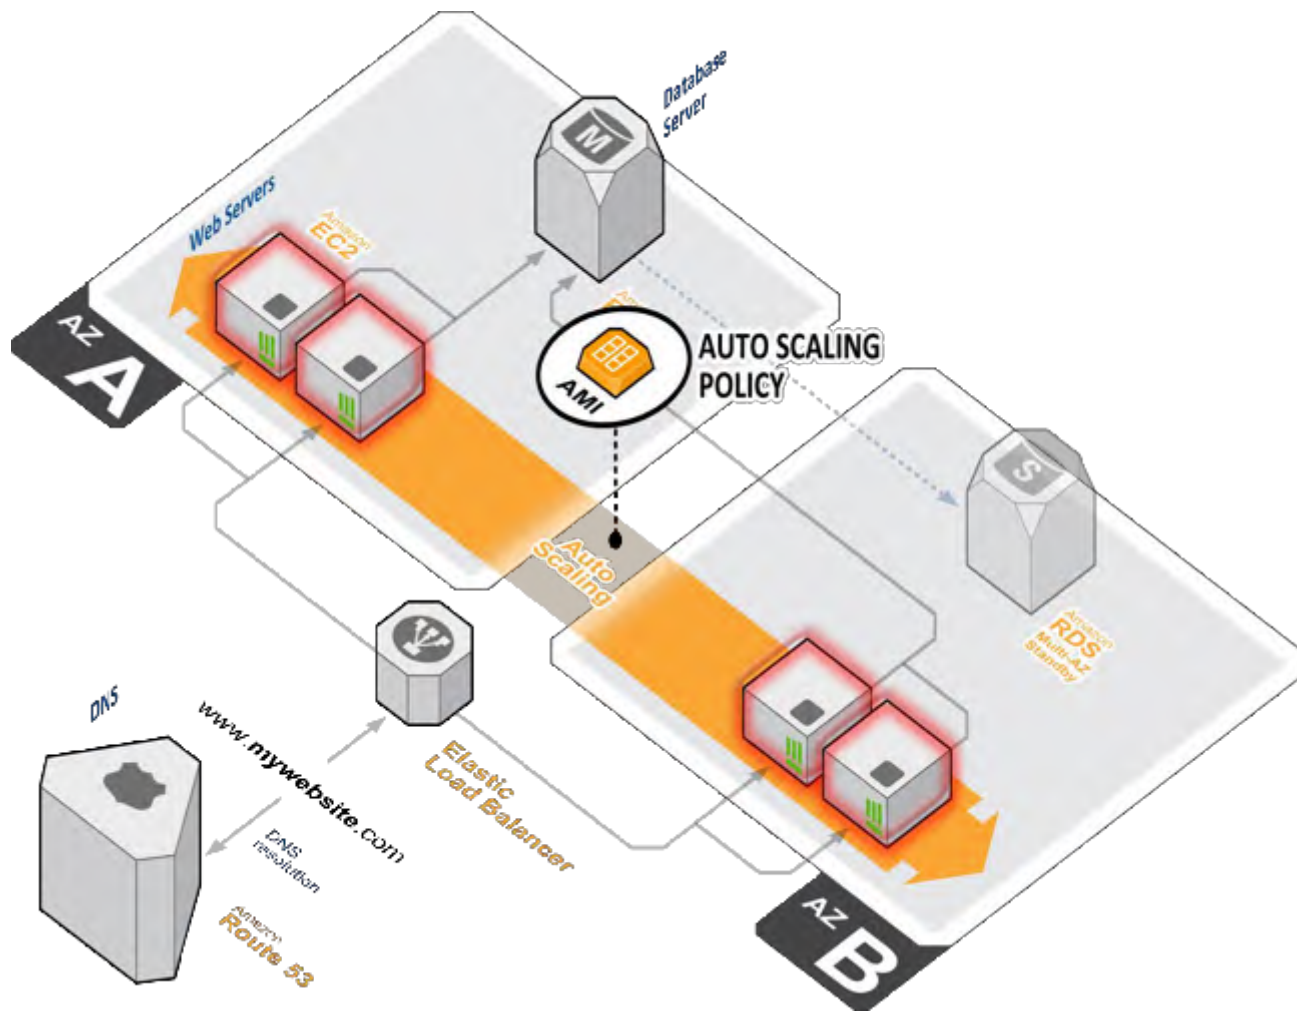 Database
Server
M
Web Servers
Amazon
EC2
AZ
A
AMI
AUTO SCALING
POLICY
S
Auto
Scaling
Amazon
RDS
Multi-AZ
Standby
DNS
www.mywebsite.com
DNS
resolution
Elastic
Load Balancer
Amazon
Route 53
AZ
B